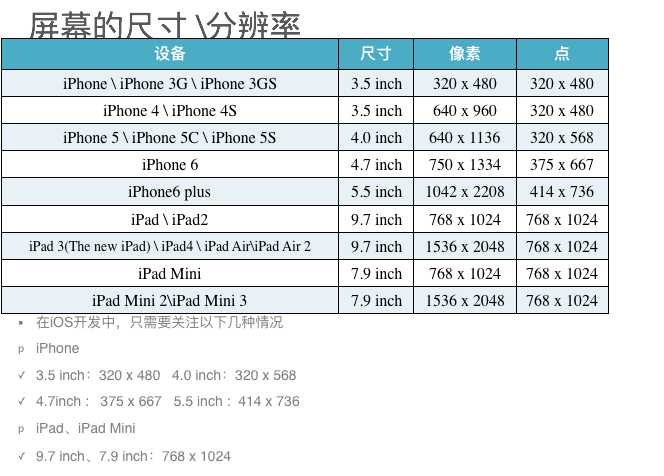 屏幕的尺寸 \分辨率
设备 尺寸 像素 点
iPhone \ iPhone 3G \ iPhone 3GS 3.5 inch 320 x 480 320 x 480
iPhone 4 \ iPhone 4S 3.5 inch 640 x 960 320 x 480
iPhone 5 \ iPhone 5C \ iPhone 5S 4.0 inch 640 x 1136 320 x 568
iPhone 6 4.7 inch 750 x 1334 375 x 667
iPhone6 plus 5.5 inch 1042 x 2208 414 x 736
iPad \ iPad2 9.7 inch 768 x 1024 768 x 1024
iPad 3(The new iPad) \ iPad4 \ iPad Air\iPad Air 2 9.7 inch 1536 x 2048 768 x 1024
iPad Mini 7.9 inch 768 x 1024 768 x 1024
iPad Mini 2\iPad Mini 3 7.9 inch 1536 x 2048 768 x 1024
▪ 在iOS开发中，只需要关注以下几种情况
p iPhone
✓ 3.5 inch：320 x 480 4.0 inch：320 x 568
✓ 4.7inch： 375 x 667 5.5 inch：414 x 736
p iPad、iPad Mini
✓ 9.7 inch、7.9 inch：768 x 1024